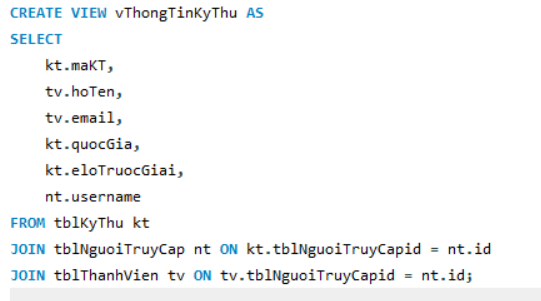 CREATE VIEW vThongTinKyThu AS
SELECT
kt.maKT,
tv.hoTen,
tv.email,
kt.quocGia,
kt.eloTruocGiai,
nt.username
FROM tblKyThu kt
JOIN tblNguoiTruyCap nt ON kt.tblNguoiTruyCapid = nt.id
JOIN tblThanhVien tv ON tv.tblNguoiTruyCapid = nt.id;